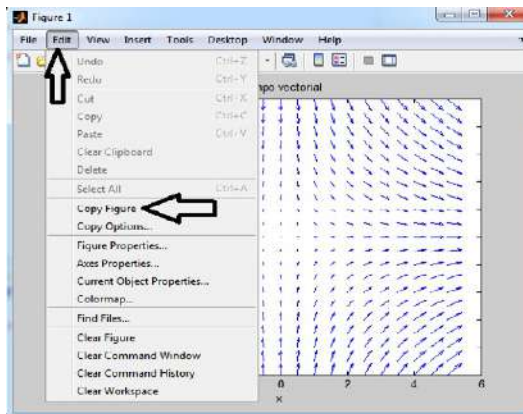 Figure 1
File Edit View Insert Tools Desktop Window Help
Undo Ctrl+Z
Redo Ctrl+Y
Cut Ctrl+X
Copy Ctrl+C
Paste Ctrl+V
Clear Clipboard
Delete
Select All Ctrl+A
Copy Figure
Copy Options...
Figure Properties...
Axes Properties...
Current Object Properties...
Colormap...
Find Files...
Clear Figure
Clear Command Window
Clear Command History
Clear Workspace
mpo vectorial
0 2 4 6
x